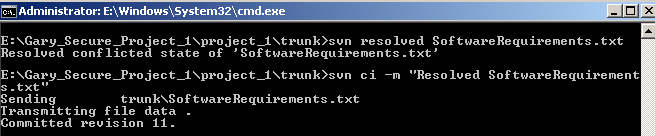 Administrator: E:\Windows\System32\cmd.exe
E:\Gary_Secure_Project_1\project_1\trunk>svn resolved SoftwareRequirements.txt
Resolved conflicted state of 'SoftwareRequirements.txt'
E:\Gary_Secure_Project_1\project_1\trunk>svn ci -m "Resolved SoftwareRequirement
s.txt"
Sending        trunk\SoftwareRequirements.txt
Transmitting file data .
Committed revision 11.